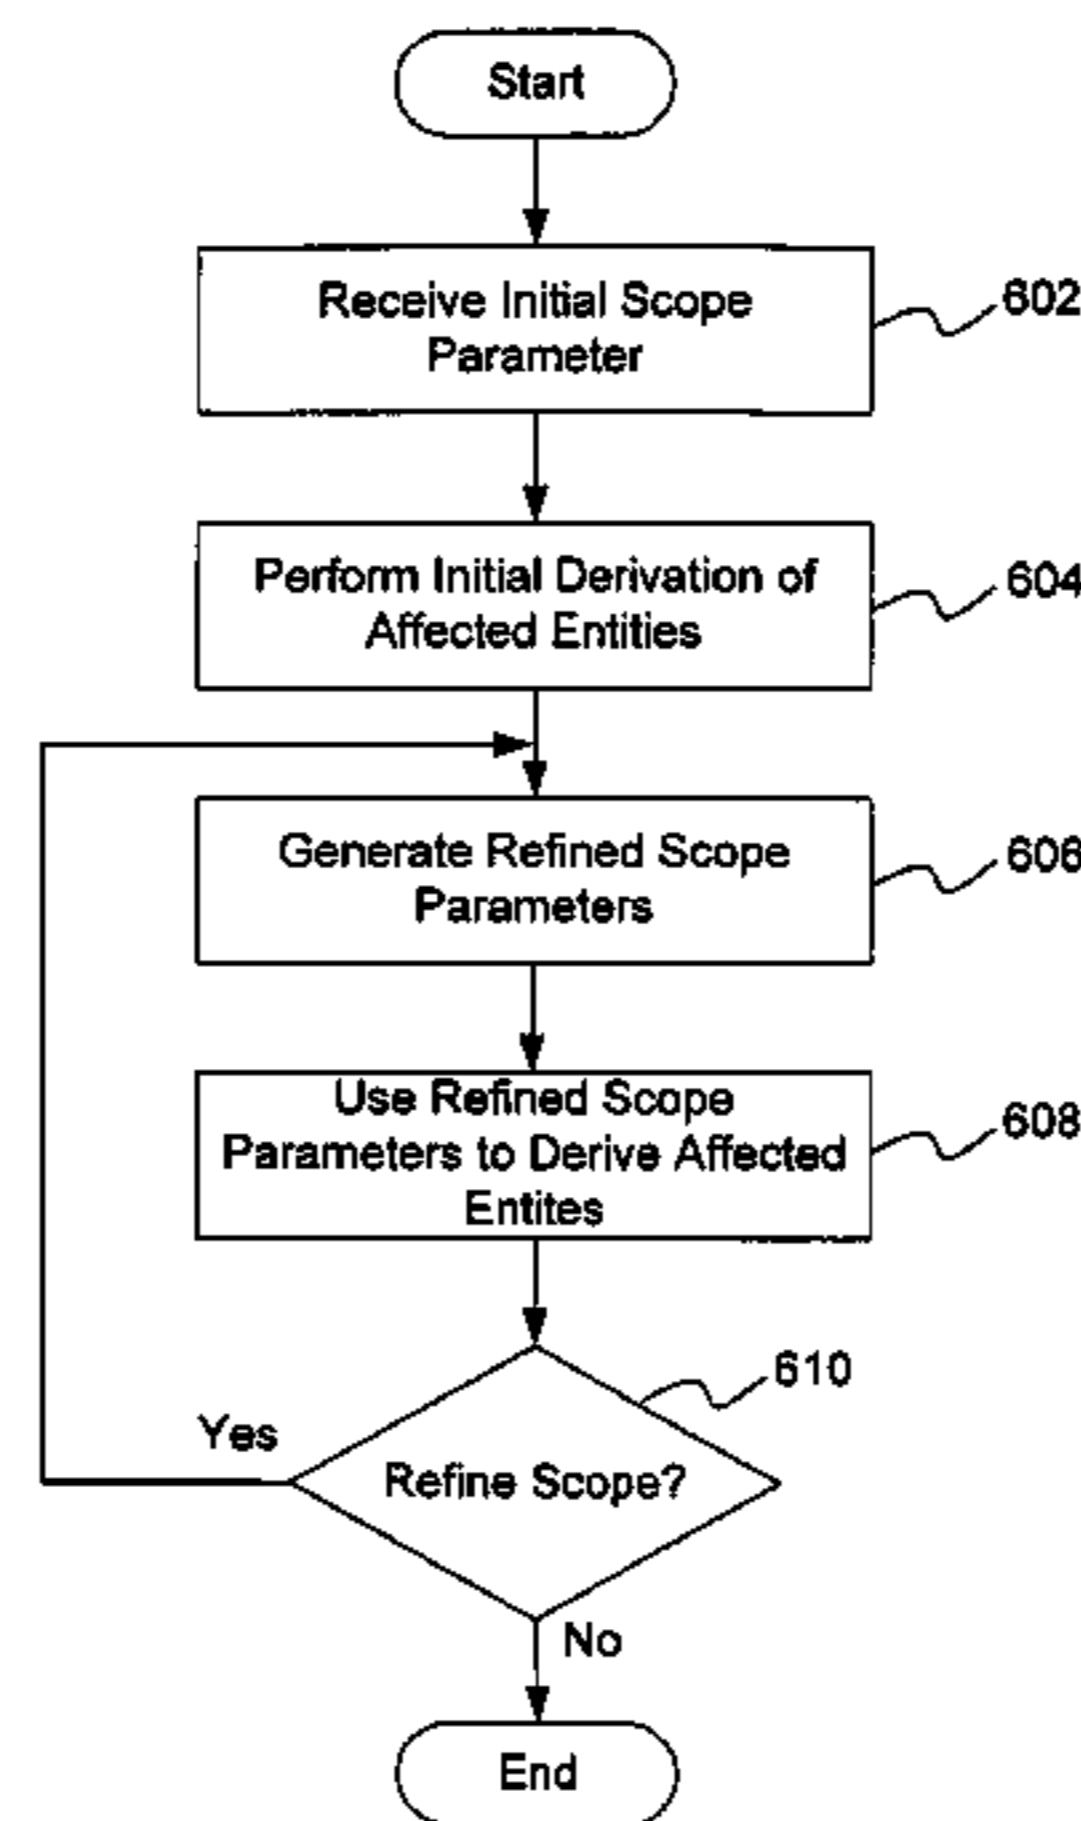 Start
Receive Initial Scope
Parameter
602
Perform Initial Derivation of
Affected Entities
604
Generate Refined Scope
Parameters
606
Use Refined Scope
Parameters to Derive Affected
Entites
608
610
Yes
Refine Scope?
No
End